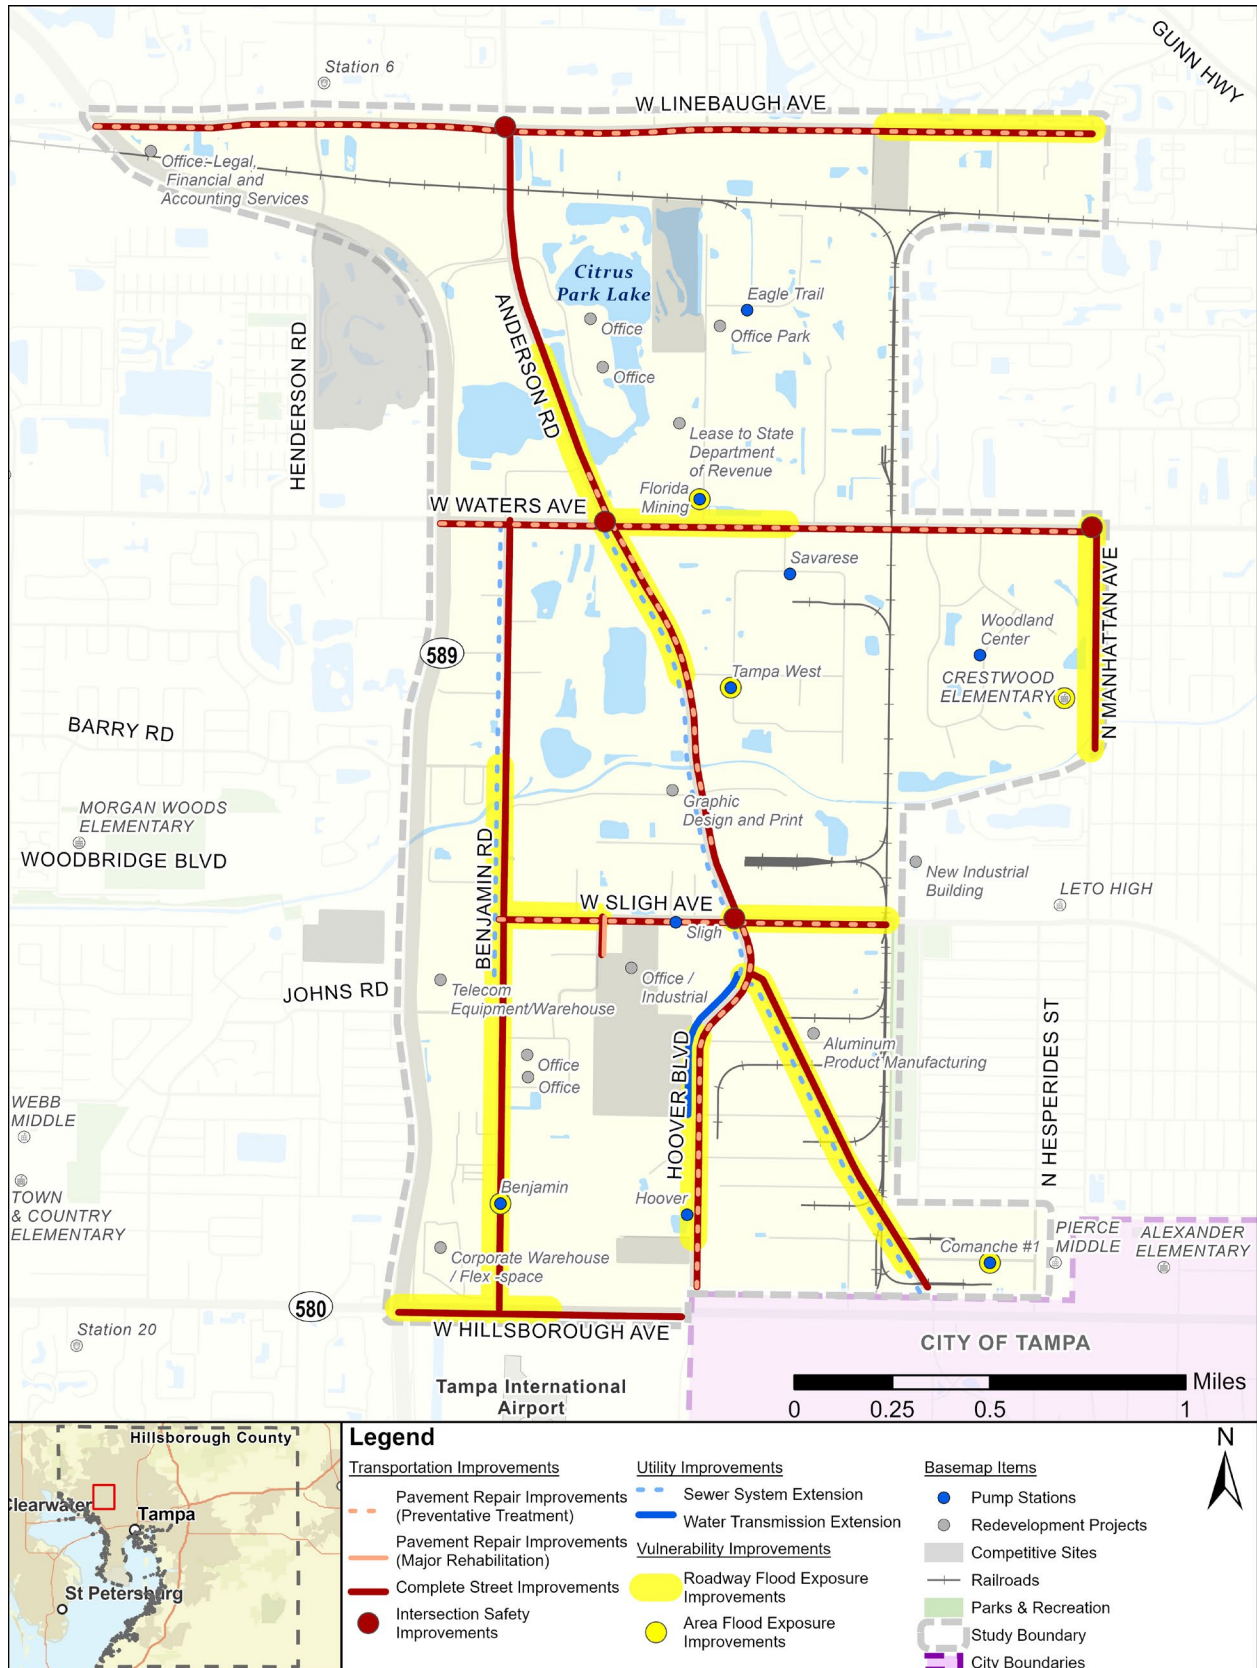 GUNN HWY
Station 6
W LINEBAUGH AVE
Office: Legal,
Financial and
Accounting Services
Citrus
Park Lake
Eagle Trail
Office
Office Park
HENDERSON RD
ANDERSON RD
Office
Lease to State
Department
of Revenue
Florida
Mining
W WATERS AVE
Savarese
N MANHATTAN AVE
Woodland
Center
589
Tampa West
CRESTWOOD
ELEMENTARY
BARRY RD
Graphic
Design and Print
MORGAN WOODS
ELEMENTARY
WOODBRIDGE BLVD
BENJAMIN RD
New Industrial
Building
W SLIGH AVE
LETO HIGH
Sligh
JOHNS RD
Telecom
Equipment/Warehouse
Office /
Industrial
Aluminum
Product Manufacturing
HOOVER BLVD
N HESPERIDES ST
Office
Office
WEBB
MIDDLE
TOWN
& COUNTRY
ELEMENTARY
Benjamin
Hoover
Corporate Warehouse
/ Flex -space
Comanche #1
PIERCE
MIDDLE
ALEXANDER
ELEMENTARY
580
Station 20
W HILLSBOROUGH AVE
CITY OF TAMPA
Tampa International
Airport
Miles
0 0.25 0.5 1
Hillsborough County
Clearwater
Tampa
St Petersburg
Legend
Transportation Improvements
Pavement Repair Improvements
(Preventative Treatment)
Pavement Repair Improvements
(Major Rehabilitation)
Complete Street Improvements
Intersection Safety
Improvements
Utility Improvements
Sewer System Extension
Water Transmission Extension
Vulnerability Improvements
Roadway Flood Exposure
Improvements
Area Flood Exposure
Improvements
Basemap Items
Pump Stations
Redevelopment Projects
Competitive Sites
Railroads
Parks & Recreation
Study Boundary
City Boundaries
N